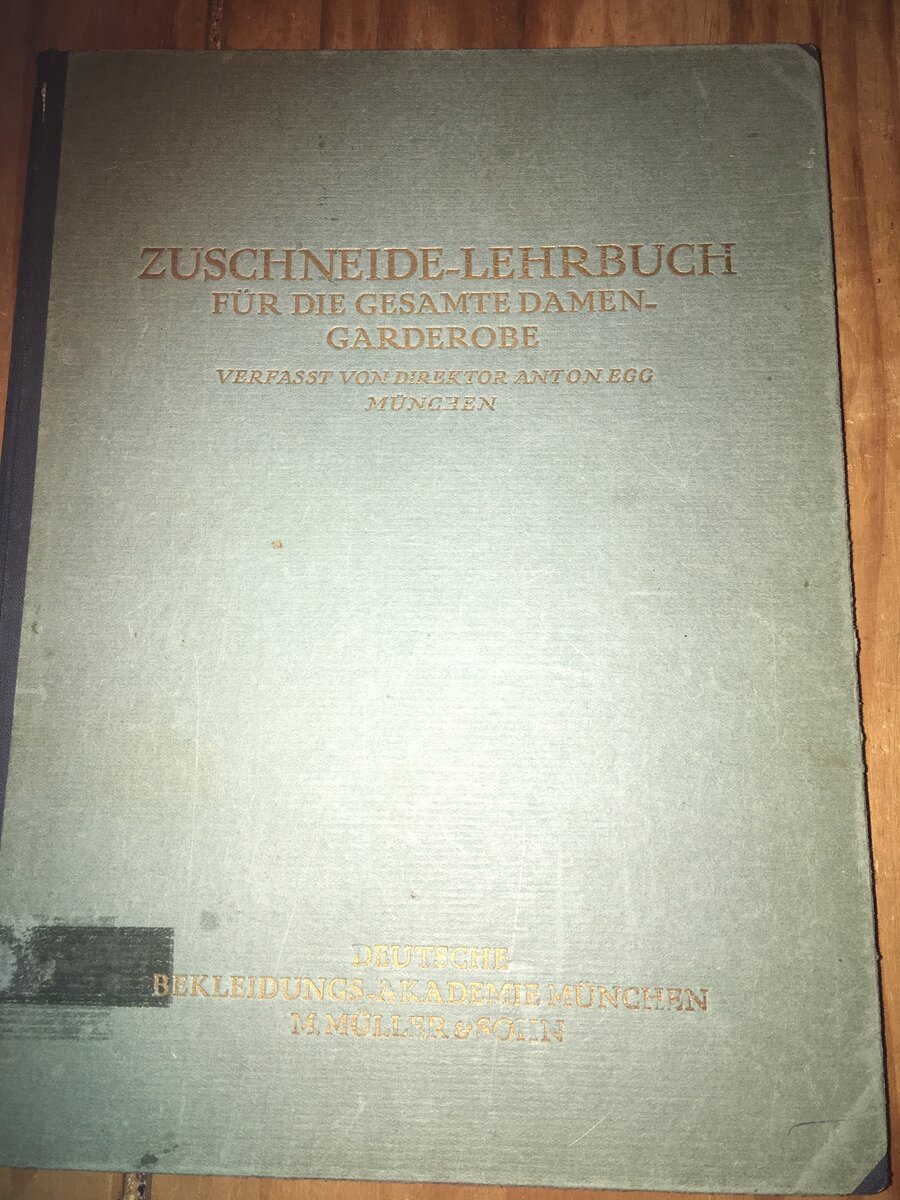 ZUSCHNEIDE-LEHRBUCH
FÜR DIE GESAMTE DAMEN-
GARDEROBE
VERFASST VON DIREKTOR ANTON EGG
MÜNCHEN
DEUTSCHE
BEKLEIDUNGS-AKADEMIE MÜNCHEN
M. MÜLLER & SOHN